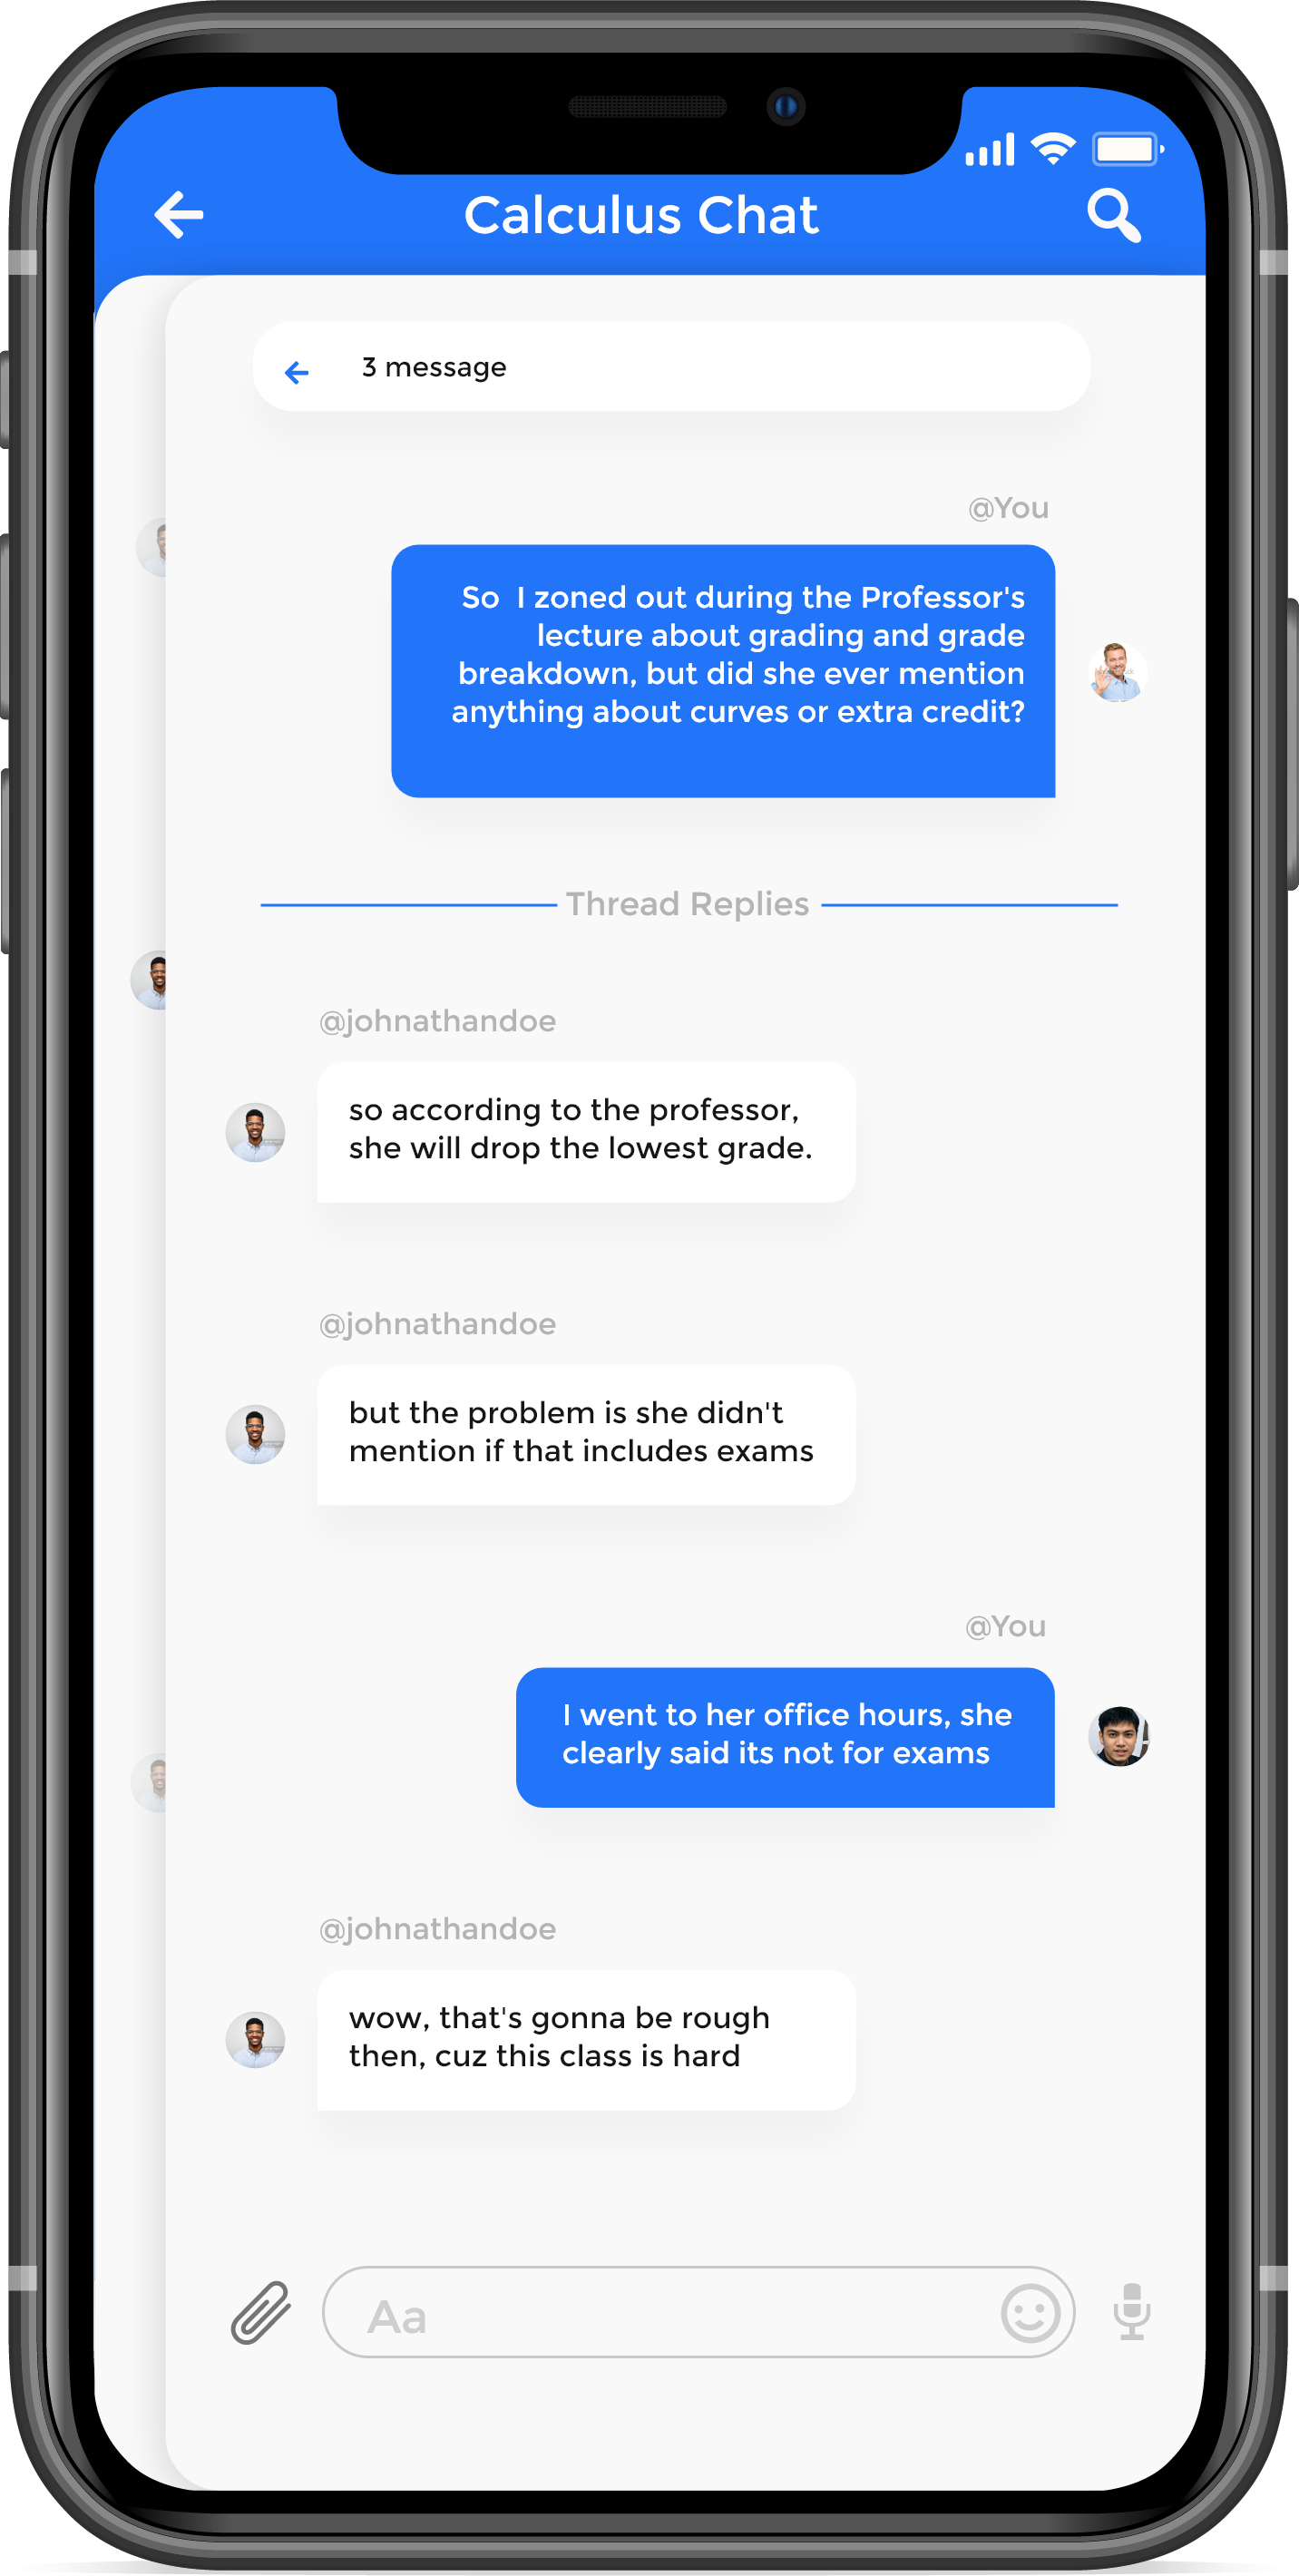 Calculus Chat
3 message
@You
So  I zoned out during the Professor's
lecture about grading and grade
breakdown, but did she ever mention
anything about curves or extra credit?
Thread Replies
@johnathandoe
so according to the professor,
she will drop the lowest grade.
@johnathandoe
but the problem is she didn't
mention if that includes exams
@You
I went to her office hours, she
clearly said its not for exams
@johnathandoe
wow, that's gonna be rough
then, cuz this class is hard
Aa